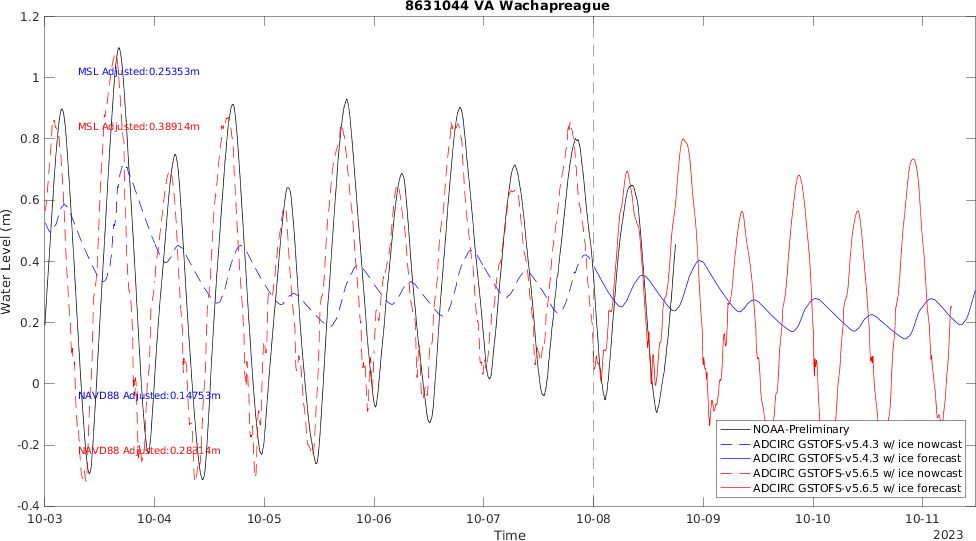 8631044 VA Wachapreague
1.2
1
0.8
0.6
0.4
0.2
0
-0.2
-0.4
Water Level (m)
MSL Adjusted:0.25353m
MSL Adjusted:0.38914m
NAVD88 Adjusted:0.14753m
NAVD88 Adjusted:0.28314m
NOAA-Preliminary
ADCIRC GSTOFS-v5.4.3 w/ ice nowcast
ADCIRC GSTOFS-v5.4.3 w/ ice forecast
ADCIRC GSTOFS-v5.6.5 w/ ice nowcast
ADCIRC GSTOFS-v5.6.5 w/ ice forecast
10-03 10-04 10-05 10-06 10-07 10-08 10-09 10-10 10-11
Time
2023